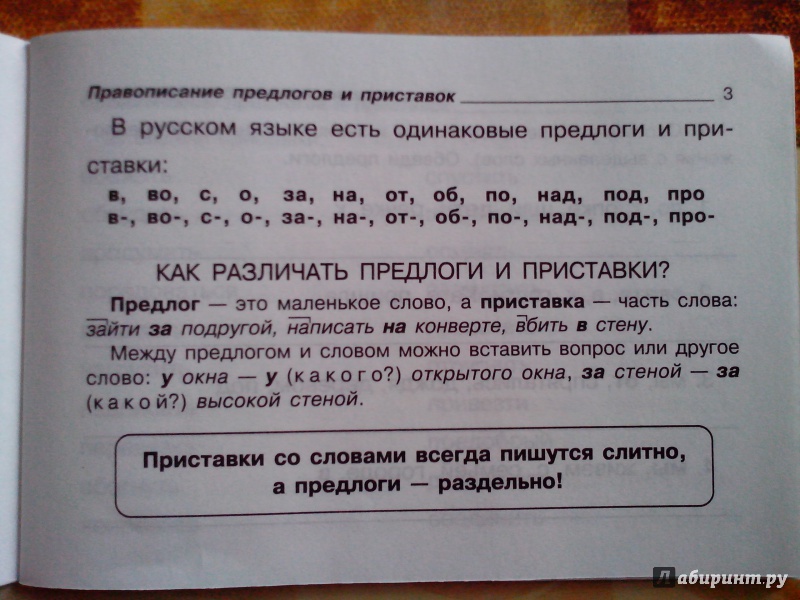 Правописание предлогов и приставок 3
В русском языке есть одинаковые предлоги и при-
ставки:
в, во, с, о, за, на, от, об, по, над, под, про
в-, во-, с-, о-, за-, на-, от-, об-, по-, над-, под-, про-
КАК РАЗЛИЧАТЬ ПРЕДЛОГИ И ПРИСТАВКИ?
Предлог — это маленькое слово, а приставка — часть слова:
зайти за подругой, написать на конверте, вбить в стену.
Между предлогом и словом можно вставить вопрос или другое
слово: у окна — у (какого?) открытого окна, за стеной — за
(какой?) высокой стеной.
Приставки со словами всегда пишутся слитно,
а предлоги — раздельно!
Лабиринт.ру